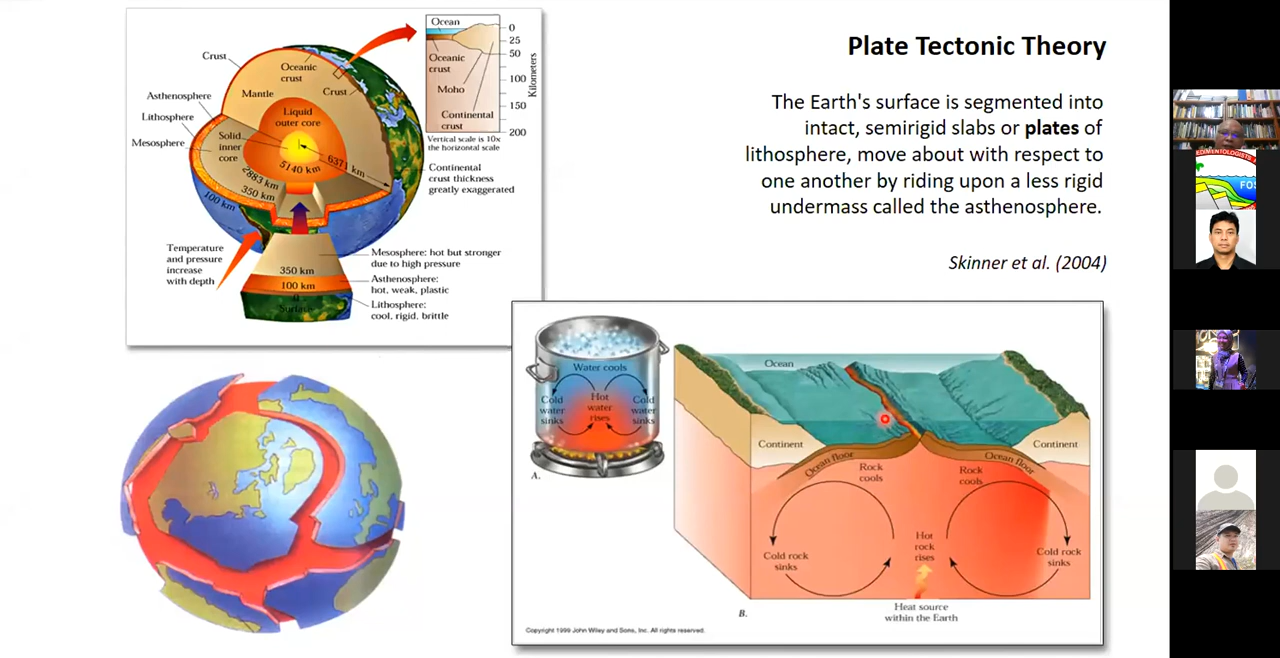 Plate Tectonic Theory
The Earth's surface is segmented into
intact, semirigid slabs or plates of
lithosphere, move about with respect to
one another by riding upon a less rigid
undermass called the asthenosphere.
Skinner et al. (2004)
Crust
Oceanic
crust
Mantle
Crust
Asthenosphere
Lithosphere
Mesosphere
Liquid
outer core
Solid
inner
core
6371 km
5140 km
2883 km
350 km
100 km
Ocean
Oceanic
crust
Moho
Continental
crust
0
25
50
100
150
200
Kilometers
Vertical scale is 10x
the horizontal scale
Continental
crust thickness
greatly exaggerated
Temperature
and pressure
increase
with depth
350 km
100 km
0
Surface
Mesosphere: hot but stronger
due to high pressure
Asthenosphere:
hot, weak, plastic
Lithosphere:
cool, rigid, brittle
Water cools
Cold
water
sinks
Hot
water
rises
Cold
water
sinks
A.
Ocean
Continent
Continent
Ocean floor
Ocean floor
Rock
cools
Rock
cools
Cold rock
sinks
Hot
rock
rises
Cold rock
sinks
B.
Heat source
within the Earth
Copyright 1999 John Wiley and Sons, Inc. All rights reserved.
EDIMENTOLOGISTS
FO